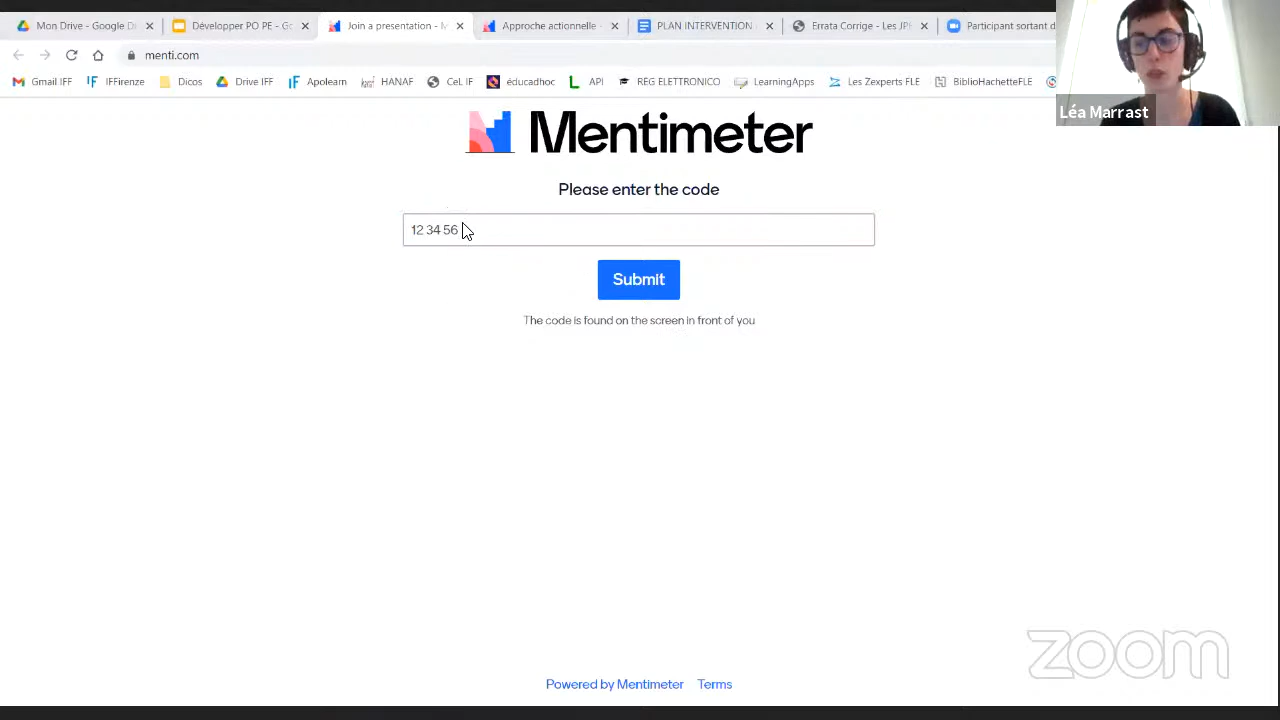 Mon Drive - Google Dr
Développer PO PE - Go
Join a presentation - M
Approche actionnelle -
PLAN INTERVENTION
Errata Corrige - Les JPE
Participant sortant d
menti.com
Gmail IFF
IFFirenze
Dicos
Drive IFF
Apolearn
HANAF
CeL IF
éducadhoc
API
REG ELETTRONICO
LearningApps
Les Zexperts FLE
BiblioHachetteFLE
Léa Marrast
Mentimeter
Please enter the code
12 34 56
Submit
The code is found on the screen in front of you
zoom
Powered by Mentimeter Terms